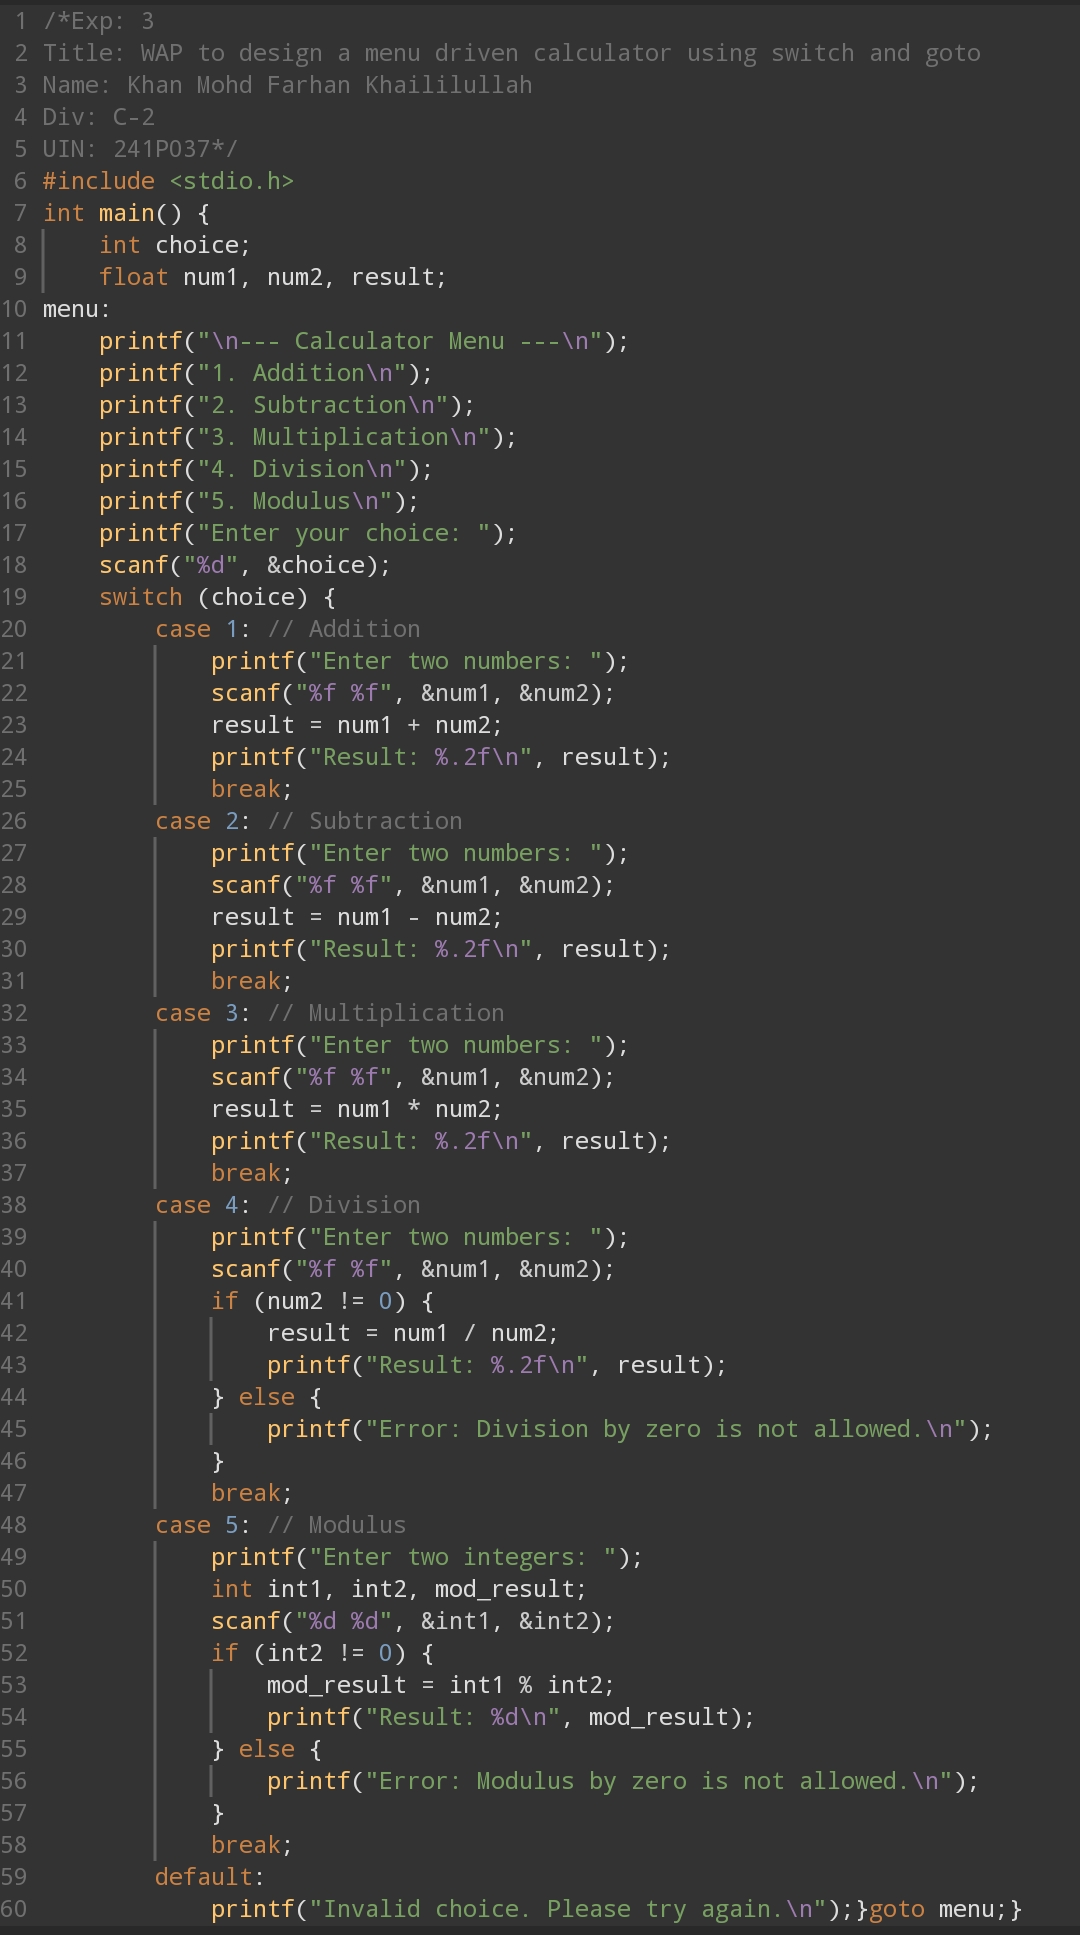 1 /*Exp: 3
2 Title: WAP to design a menu driven calculator using switch and goto
3 Name: Khan Mohd Farhan Khaililullah
4 Div: C-2
5 UIN: 241P037*/
6 #include <stdio.h>
7 int main() {
8     int choice;
9     float num1, num2, result;
10 menu:
11     printf("\n--- Calculator Menu ---\n");
12     printf("1. Addition\n");
13     printf("2. Subtraction\n");
14     printf("3. Multiplication\n");
15     printf("4. Division\n");
16     printf("5. Modulus\n");
17     printf("Enter your choice: ");
18     scanf("%d", &choice);
19     switch (choice) {
20         case 1: // Addition
21             printf("Enter two numbers: ");
22             scanf("%f %f", &num1, &num2);
23             result = num1 + num2;
24             printf("Result: %.2f\n", result);
25             break;
26         case 2: // Subtraction
27             printf("Enter two numbers: ");
28             scanf("%f %f", &num1, &num2);
29             result = num1 - num2;
30             printf("Result: %.2f\n", result);
31             break;
32         case 3: // Multiplication
33             printf("Enter two numbers: ");
34             scanf("%f %f", &num1, &num2);
35             result = num1 * num2;
36             printf("Result: %.2f\n", result);
37             break;
38         case 4: // Division
39             printf("Enter two numbers: ");
40             scanf("%f %f", &num1, &num2);
41             if (num2 != 0) {
42                 result = num1 / num2;
43                 printf("Result: %.2f\n", result);
44             } else {
45                 printf("Error: Division by zero is not allowed.\n");
46             }
47             break;
48         case 5: // Modulus
49             printf("Enter two integers: ");
50             int int1, int2, mod_result;
51             scanf("%d %d", &int1, &int2);
52             if (int2 != 0) {
53                 mod_result = int1 % int2;
54                 printf("Result: %d\n", mod_result);
55             } else {
56                 printf("Error: Modulus by zero is not allowed.\n");
57             }
58             break;
59         default:
60             printf("Invalid choice. Please try again.\n");}goto menu;}